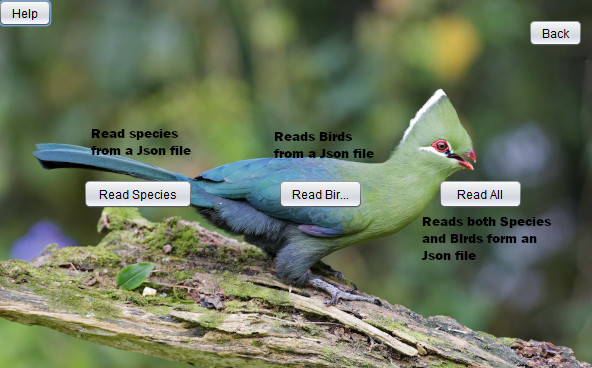 Help
Back
Read species
from a Json file
Reads Birds
from a Json file
Read Species
Read Bir...
Read All
Reads both Species
and Birds form an
Json file